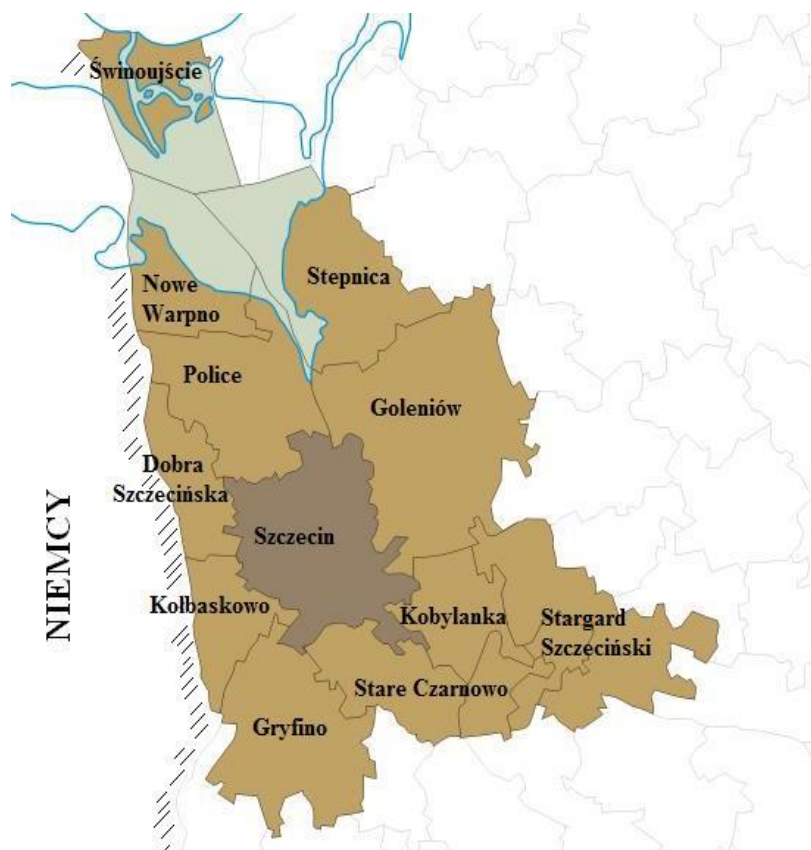 Świnoujście
Nowe
Warpno
Stepnica
Police
Goleniów
Dobra
Szczecińska
NIEMCY
Szczecin
Kołbaskowo
Kobylanka
Stargard
Szczeciński
Stare Czarnowo
Gryfino